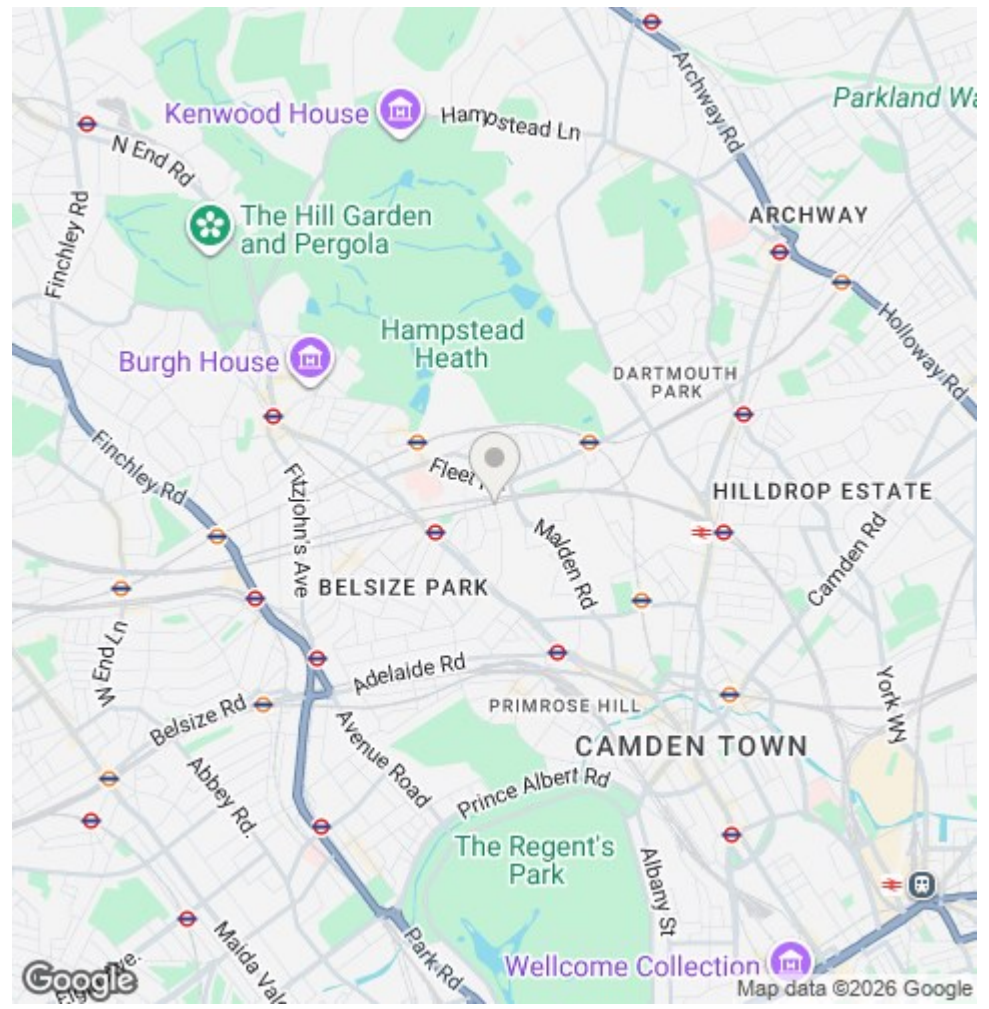 Kenwood House
Hampstead Ln
Archway Rd
Parkland Wa
N End Rd
Finchley Rd
The Hill Garden
and Pergola
ARCHWAY
Hampstead
Heath
Burgh House
Holloway Rd
DARTMOUTH
PARK
Finchley Rd
Fitzjohn's Ave
Fleet
HILLDROP ESTATE
Malden Rd
Camden Rd
BELSIZE PARK
W End Ln
Adelaide Rd
Belsize Rd
PRIMROSE HILL
York Wy
Avenue Road
CAMDEN TOWN
Abbey Rd.
Prince Albert Rd
The Regent's
Park
Albany St
Maida Vale
Park Rd
Wellcome Collection
Google
Map data ©2026 Google